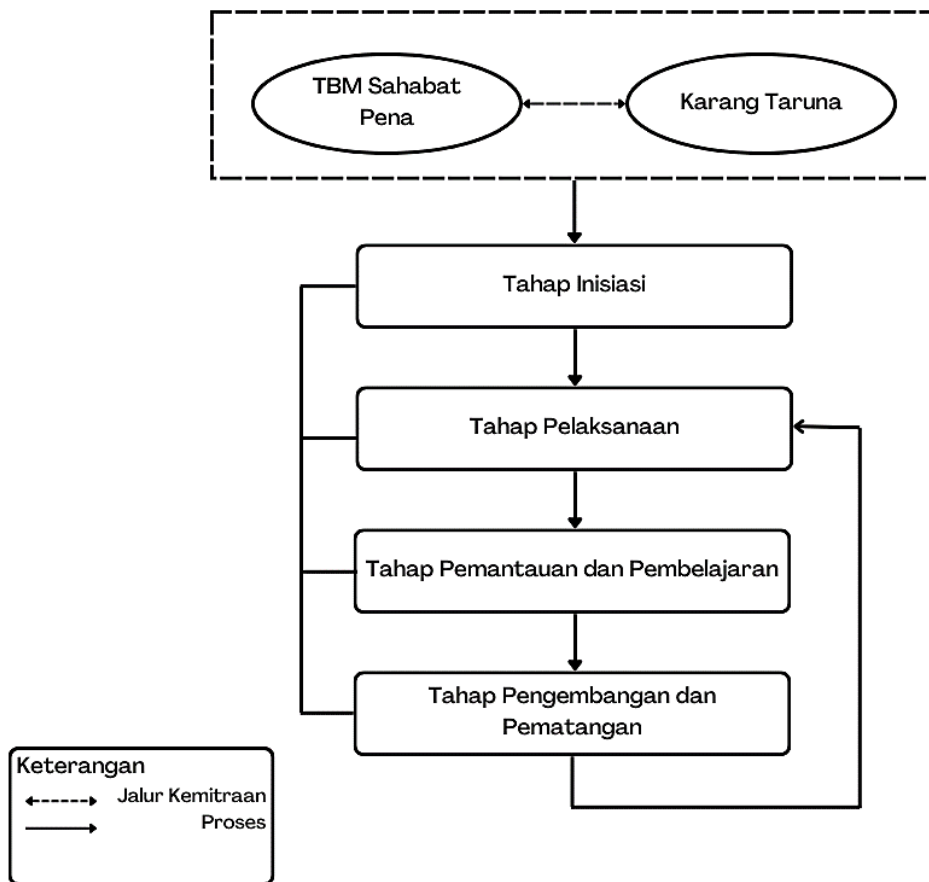 TBM Sahabat
Pena
Karang Taruna
Tahap Inisiasi
Tahap Pelaksanaan
Tahap Pemantauan dan Pembelajaran
Tahap Pengembangan dan
Pematangan
Keterangan
Jalur Kemitraan
Proses